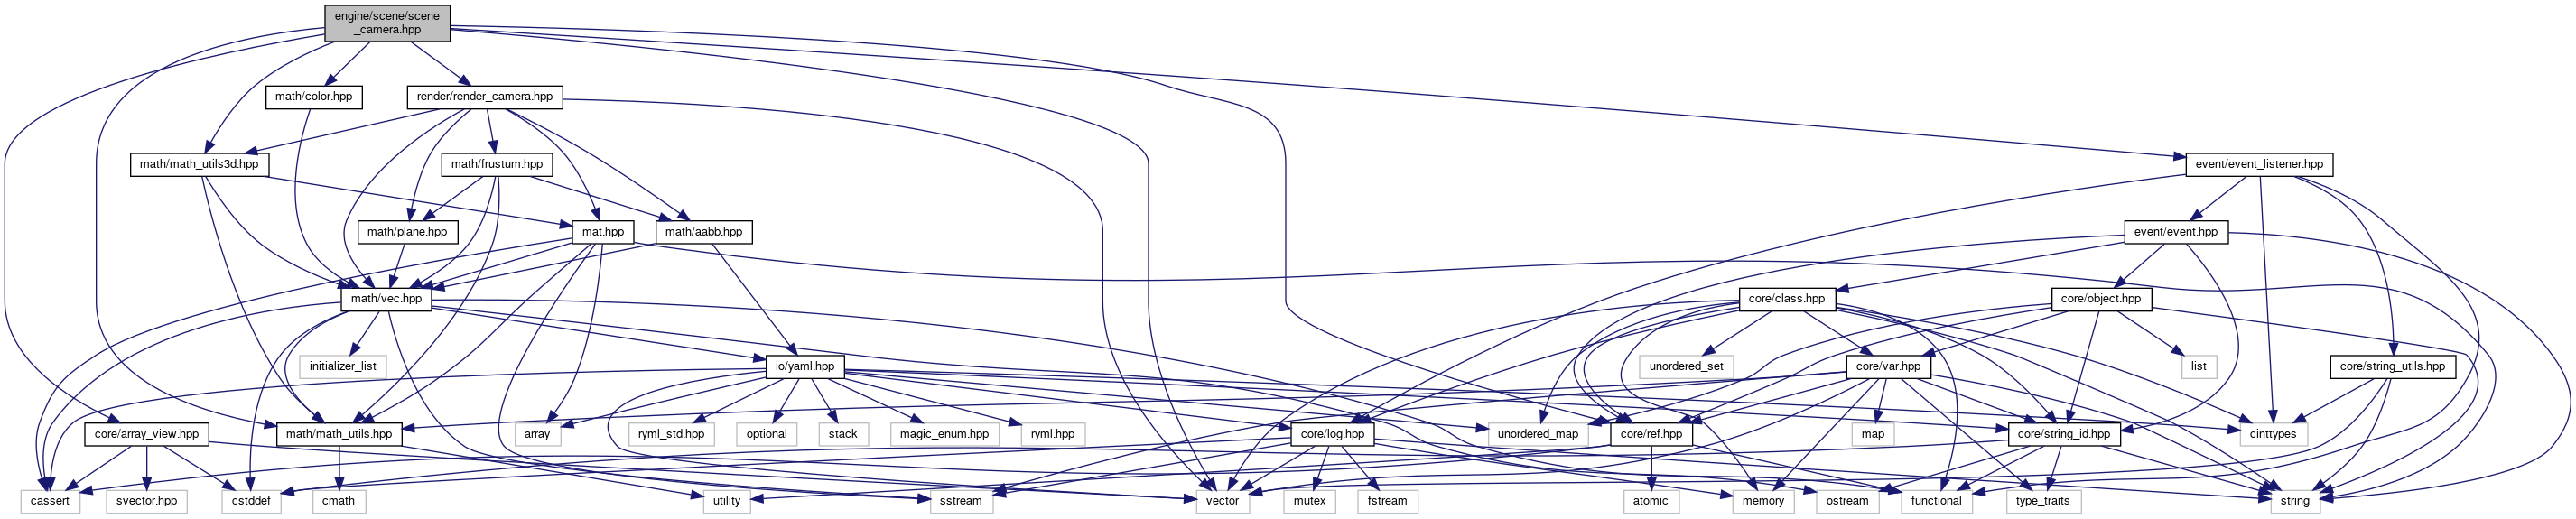 engine/scene/scene
_camera.hpp
math/color.hpp
render/render_camera.hpp
math/math_utils3d.hpp
math/frustum.hpp
event/event_listener.hpp
math/plane.hpp
mat.hpp
math/aabb.hpp
event/event.hpp
math/vec.hpp
core/class.hpp
core/object.hpp
initializer_list
io/yaml.hpp
unordered_set
core/var.hpp
list
core/string_utils.hpp
core/array_view.hpp
math/math_utils.hpp
array
ryml_std.hpp
optional
stack
magic_enum.hpp
ryml.hpp
core/log.hpp
unordered_map
core/ref.hpp
map
core/string_id.hpp
cinttypes
cassert
svector.hpp
cstddef
cmath
utility
sstream
vector
mutex
fstream
atomic
memory
ostream
functional
type_traits
string